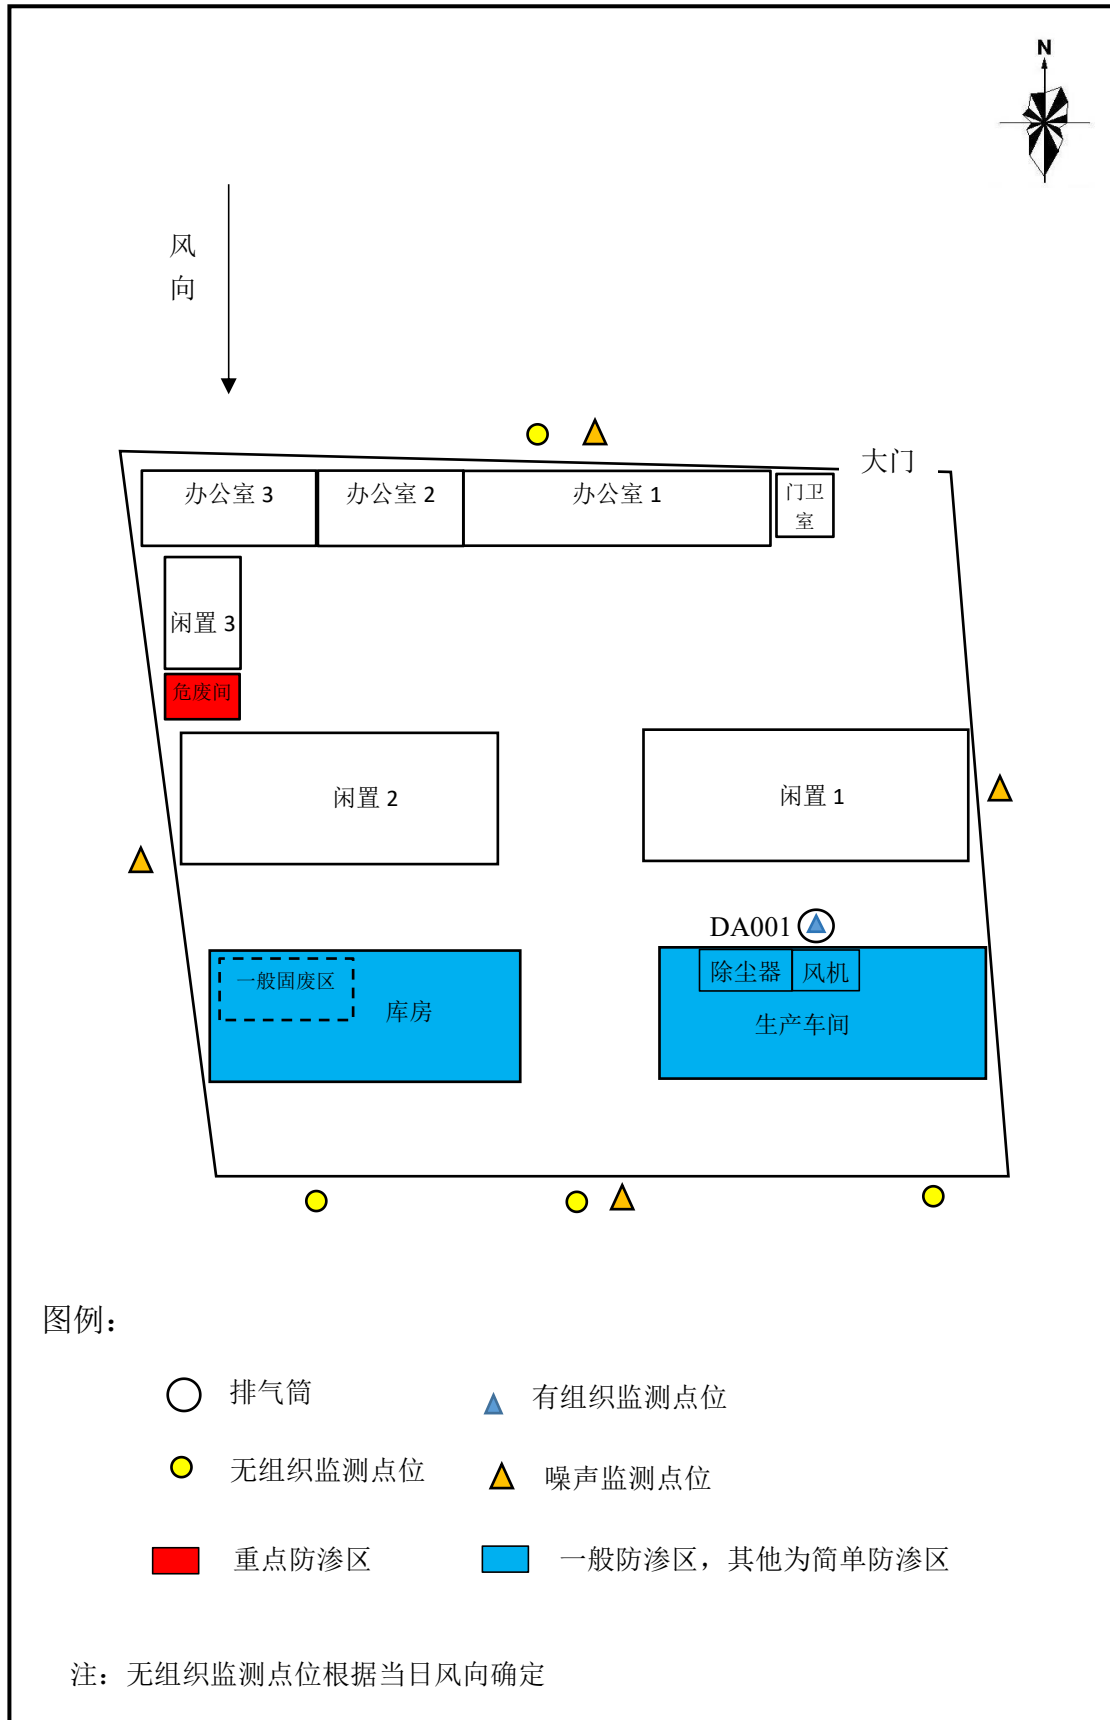 N
风
向
大门
办公室 3
办公室 2
办公室 1
门卫
室
闲置 3
危废间
闲置 2
闲置 1
DA001
一般固废区
库房
除尘器
风机
生产车间
图例：
排气筒
有组织监测点位
无组织监测点位
噪声监测点位
重点防渗区
一般防渗区，其他为简单防渗区
注：无组织监测点位根据当日风向确定